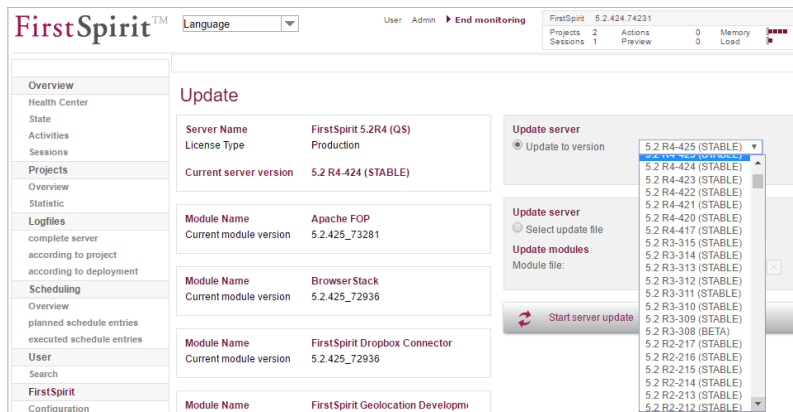 FirstSpirit™
Language
User Admin End monitoring
FirstSpirit 5.2.424.74231
Projects 2 Actions 0 Memory
Sessions 1 Preview 0 Load
Overview
Health Center
State
Activities
Sessions
Projects
Overview
Statistic
Logfiles
complete server
according to project
according to deployment
Scheduling
Overview
planned schedule entries
executed schedule entries
User
Search
FirstSpirit
Configuration
Update
Server Name FirstSpirit 5.2R4 (QS)
License Type Production
Current server version 5.2 R4-424 (STABLE)
Module Name Apache FOP
Current module version 5.2.425_73281
Module Name BrowserStack
Current module version 5.2.425_72936
Module Name FirstSpirit Dropbox Connector
Current module version 5.2.425_72936
Module Name FirstSpirit Geolocation Developm
Update server
Update to version 5.2 R4-425 (STABLE)
Update server
Select update file
Update modules
Module file:
Start server update
5.2 R4-425 (STABLE)
5.2 R4-424 (STABLE)
5.2 R4-423 (STABLE)
5.2 R4-422 (STABLE)
5.2 R4-421 (STABLE)
5.2 R4-420 (STABLE)
5.2 R4-417 (STABLE)
5.2 R3-315 (STABLE)
5.2 R3-314 (STABLE)
5.2 R3-313 (STABLE)
5.2 R3-312 (STABLE)
5.2 R3-311 (STABLE)
5.2 R3-310 (STABLE)
5.2 R3-309 (STABLE)
5.2 R3-308 (BETA)
5.2 R2-217 (STABLE)
5.2 R2-216 (STABLE)
5.2 R2-215 (STABLE)
5.2 R2-214 (STABLE)
5.2 R2-213 (STABLE)
5.2 R2-212 (STABLE)